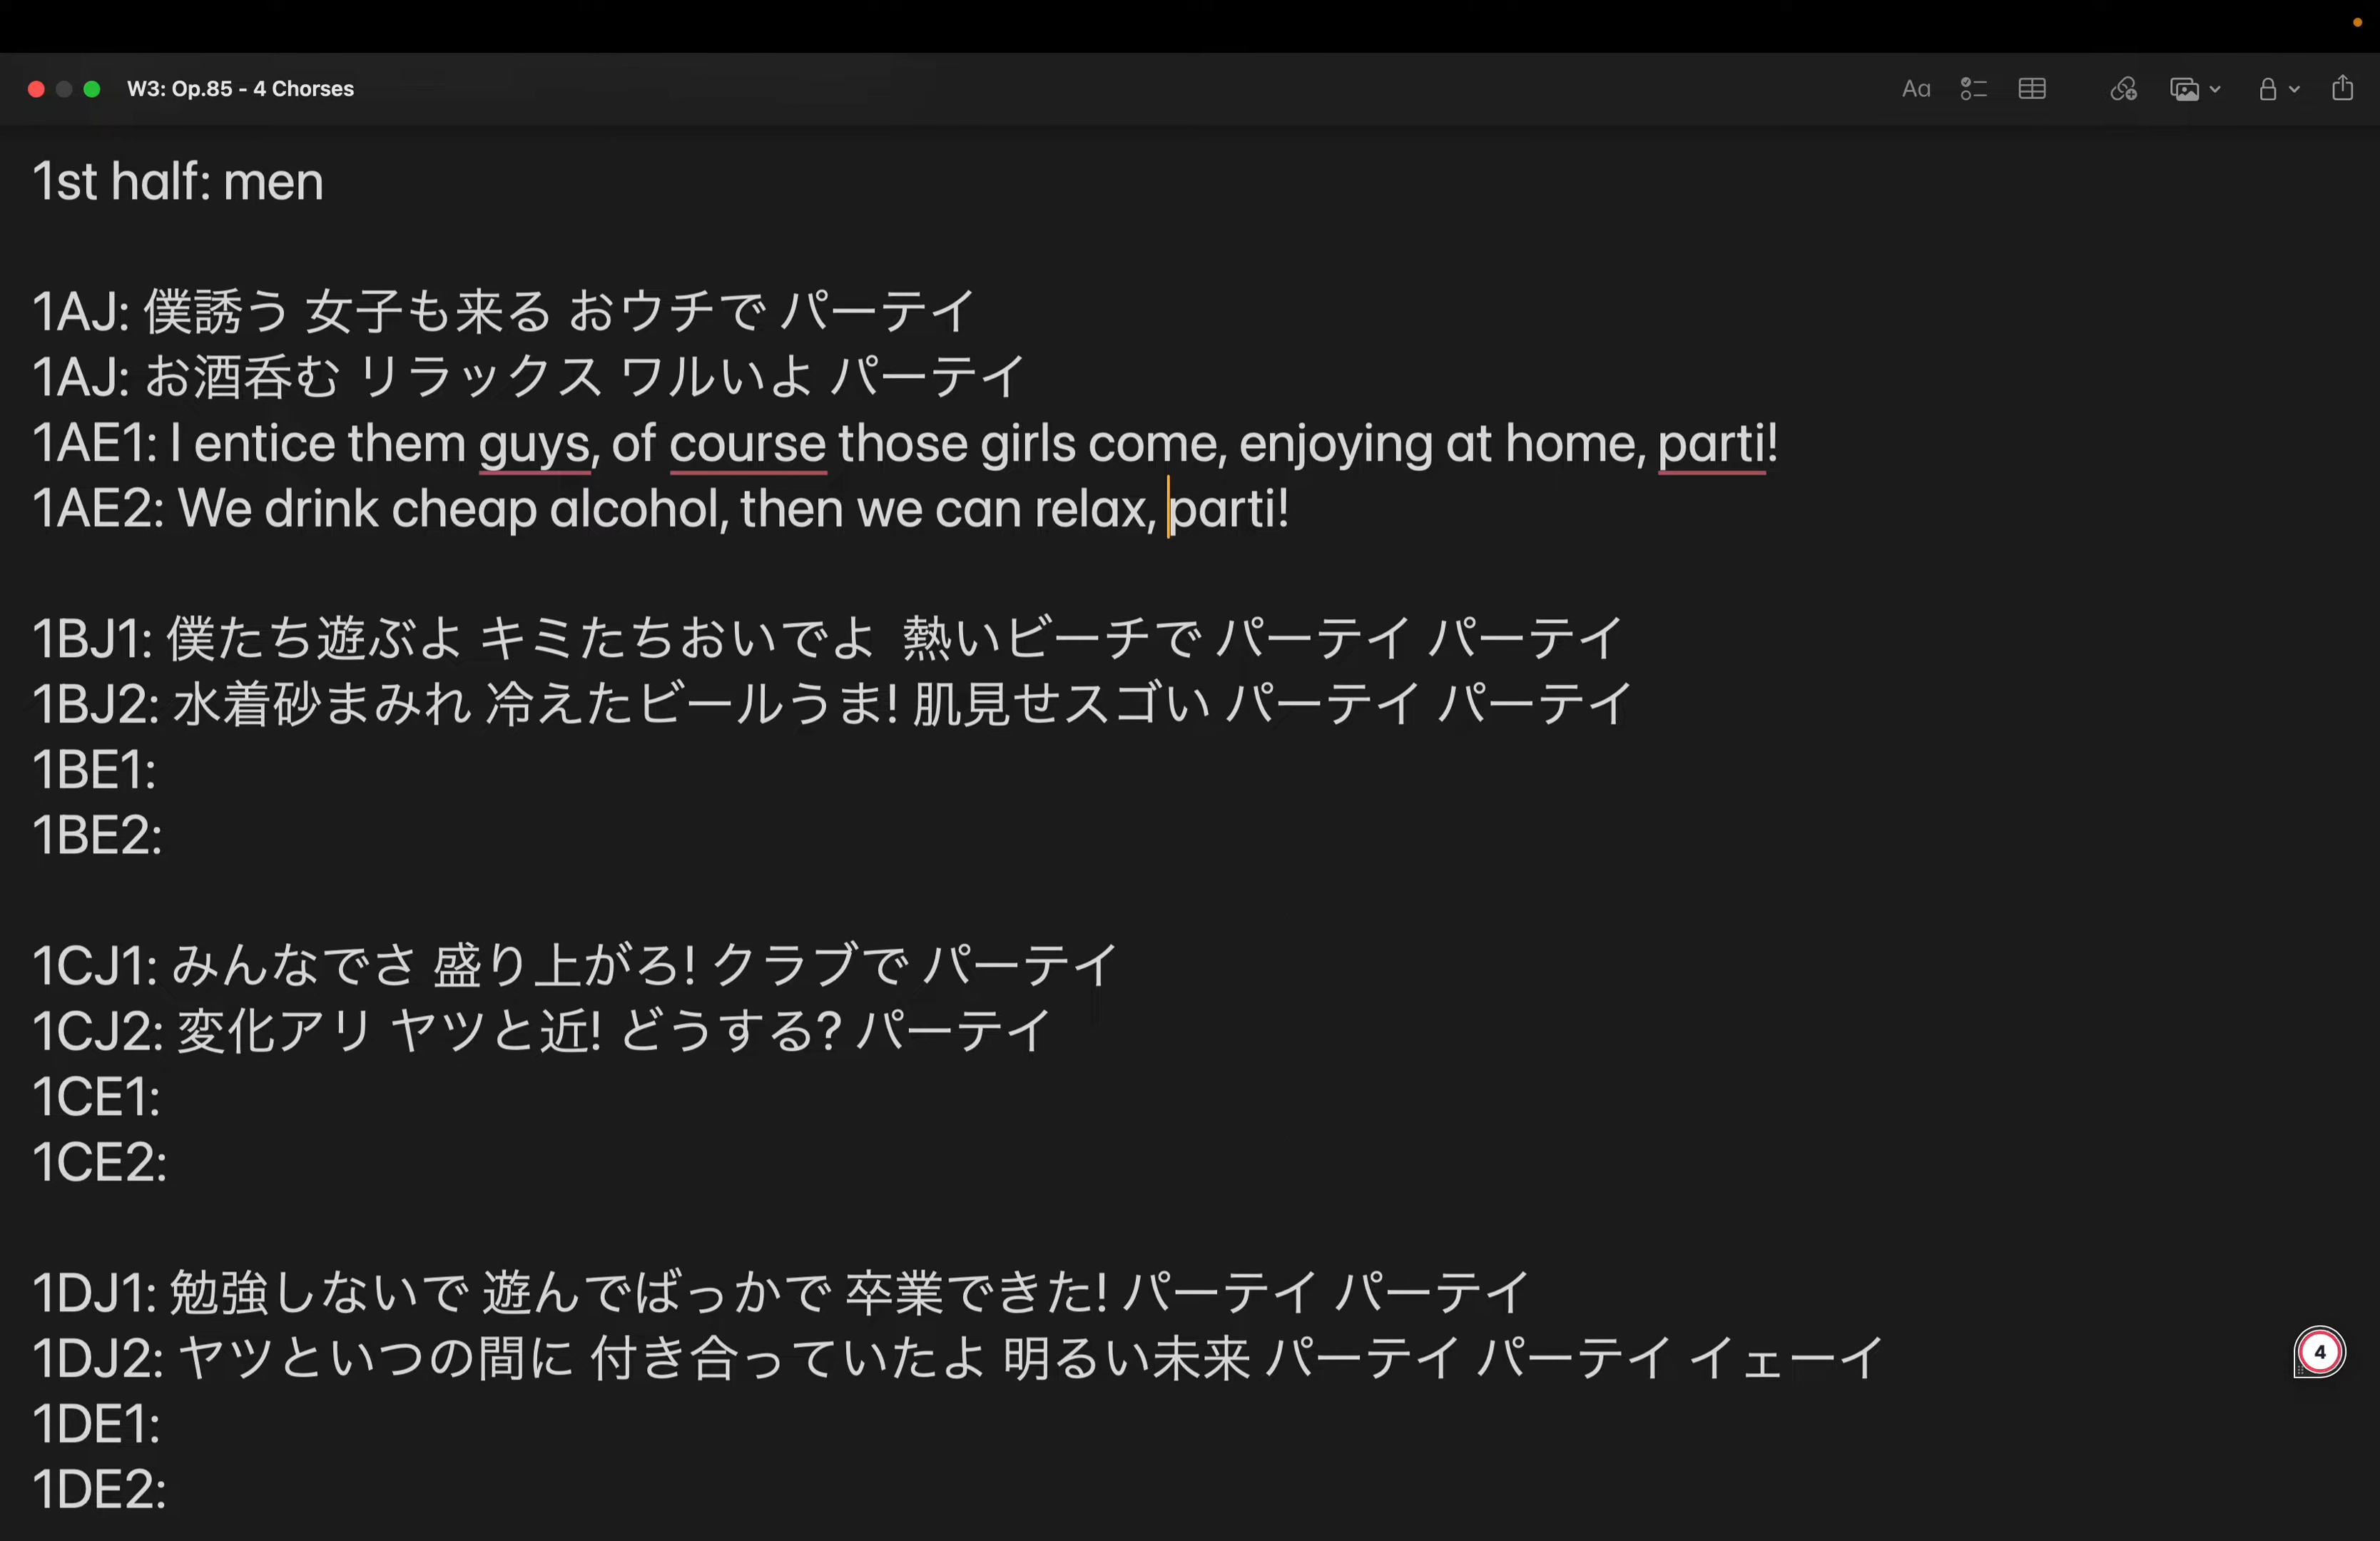 W3: Op.85 - 4 Chorses
Aa
1st half: men
1AJ: 僕誘う 女子も来る おウチで パーテイ
1AJ: お酒呑む リラックス ワルいよ パーテイ
1AE1: I entice them guys, of course those girls come, enjoying at home, parti!
1AE2: We drink cheap alcohol, then we can relax, parti!
1BJ1: 僕たち遊ぶよ キミたちおいでよ 熱いビーチで パーテイ パーテイ
1BJ2: 水着砂まみれ 冷えたビールうま! 肌見せスゴい パーテイ パーテイ
1BE1:
1BE2:
1CJ1: みんなでさ 盛り上がろ! クラブで パーテイ
1CJ2: 変化アリ ヤツと近! どうする? パーテイ
1CE1:
1CE2:
1DJ1: 勉強しないで 遊んでばっかで 卒業できた! パーテイ パーテイ
1DJ2: ヤツといつの間に 付き合っていたよ 明るい未来 パーテイ パーテイ イェーイ
4
1DE1:
1DE2: